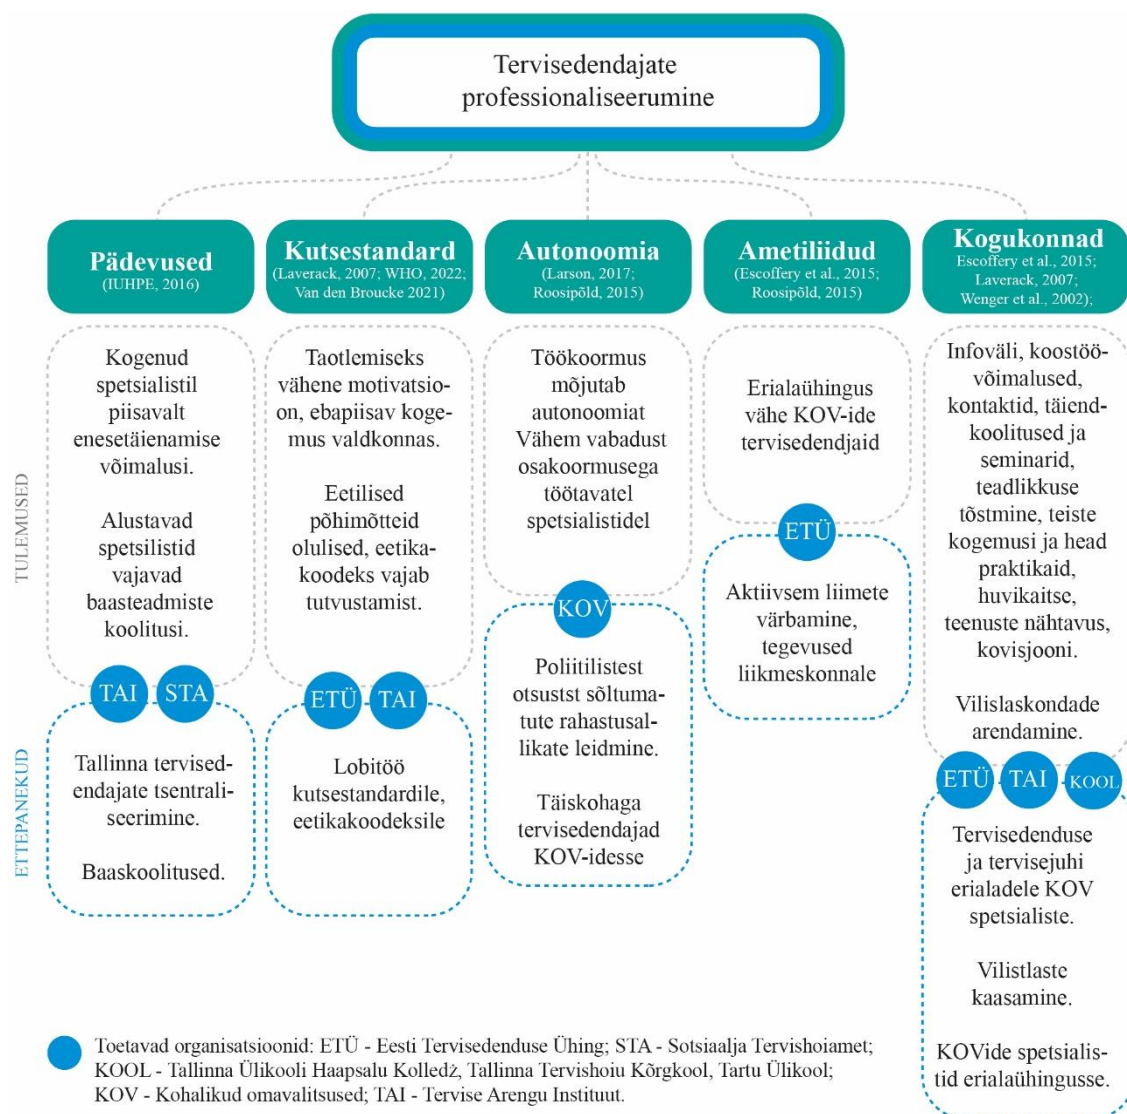 Tervisedendajate
professionaliseerumine
Pädevused
(IUHPE, 2016)
Kutsestandard
(Laverack, 2007; WHO, 2022;
Van den Broucke 2021)
Autonoomia
(Larson, 2017;
Roosipõld, 2015)
Ametiliidud
(Escoffery et al., 2015;
Roosipõld, 2015)
Kogukonnad
Escoffery et al., 2015;
Laverack, 2007;
Wenger et al., 2002);
TULEMUSED
Kogenud
spetsialistil
piisavalt
enesetäienamise
võimalusi.
Alustavad
spetsilistid
vajavad
baasteadmiste
koolitusi.
Taotlemiseks
vähene motivatsio-
on, ebapiisav koge-
mus valdkonnas.
Eetilised
põhimõtteid
olulised, eetika-
koodeks vajab
tutvustamist.
Töökoormus
mõjutab
autonoomiat
Vähem vabadust
osakoormusega
töötavatel
spetsialistidel
Erialaühingus
vähe KOV-ide
tervisedendjaid
Infoväli, koostöö-
võimalused,
kontaktid, täiend-
koolitused ja
seminarid,
teadlikkuse
tõstmine, teiste
kogemusi ja head
praktikaid,
huvikaitse,
teenuste nähtavus,
kovisjooni.
Vilislaskondade
arendamine.
ETTEPANEKUD
TAI STA
Tallinna tervised-
endajate tsentrali-
seerimine.
Baaskoolitused.
ETÜ TAI
Lobitöö
kutsestandardile,
eetikakoodeksile
KOV
Poliitilistest
otsustst sõltuma-
tute rahastusal-
likate leidmine.
Täiskohaga
tervisedendajad
KOV-idesse
ETÜ
Aktiivsem liimete
värbamine,
tegevused
liikmeskonnale
ETÜ TAI KOOL
Tervisedenduse
ja tervisejuhi
erialadele KOV
spetsialiste.
Vilistlaste
kaasamine.
KOVide spetsialis-
tid erialaühingusse.
Toetavad organisatsioonid: ETÜ - Eesti Tervisedenduse Ühing; STA - Sotsiaalja Tervishoiamet;
KOOL - Tallinna Ülikooli Haapsalu Kolledž, Tallinna Tervishoiu Kõrgkool, Tartu Ülikool;
KOV - Kohalikud omavalitsused; TAI - Tervise Arengu Instituut.